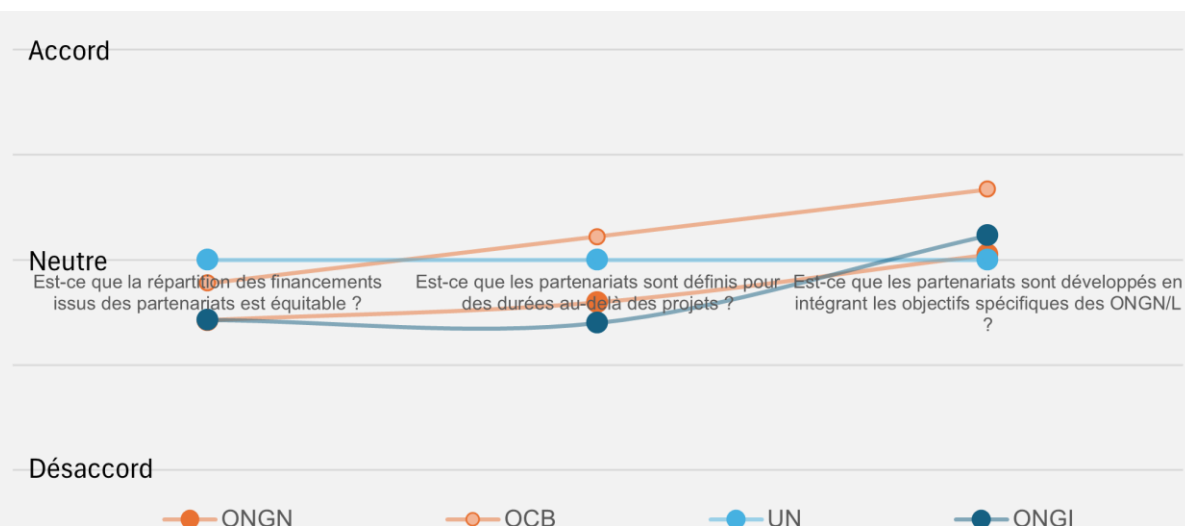 Accord
Neutre
Est-ce que la répartition des financements
issus des partenariats est équitable ?
Est-ce que les partenariats sont définis pour
des durées au-delà des projets ?
Est-ce que les partenariats sont développés en
intégrant les objectifs spécifiques des ONGN/L
?
Désaccord
ONGN
OCB
UN
ONGI